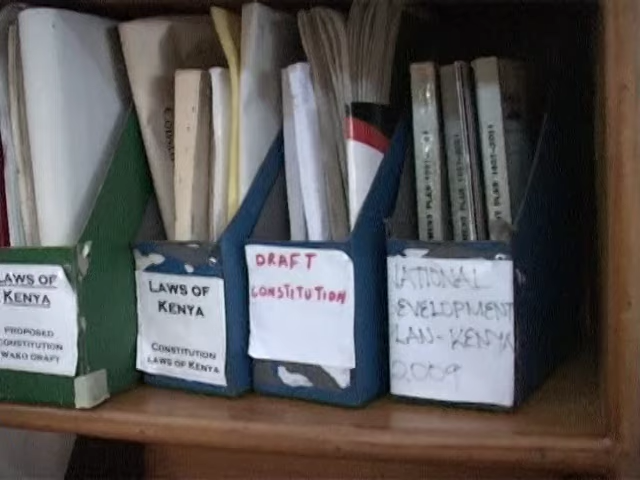 LAWS OF
KENYA
PROPOSED
CONSTITUTION
WAKO DRAFT
LAWS OF
KENYA
CONSTITUTION
LAWS OF KENYA
DRAFT
CONSTITUTION
NATIONAL
DEVELOPMENT
PLAN - KENYA
2009